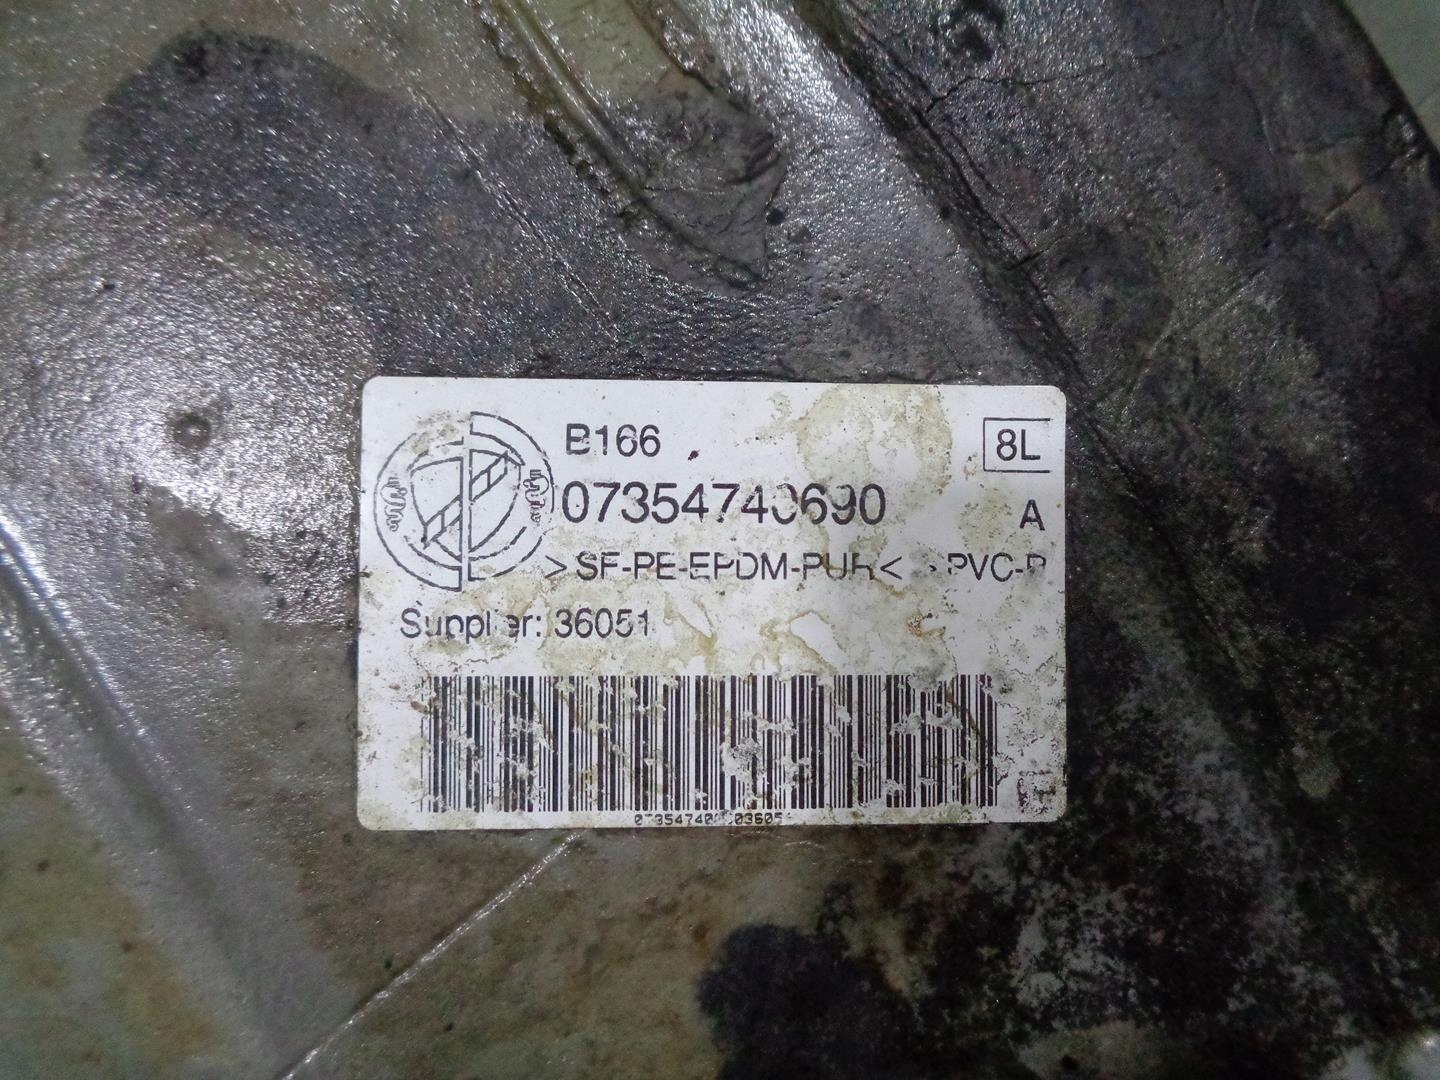 B166
8L
07354740690
A
>SF-PE-EPDM-PUR<
Supplier: 36051